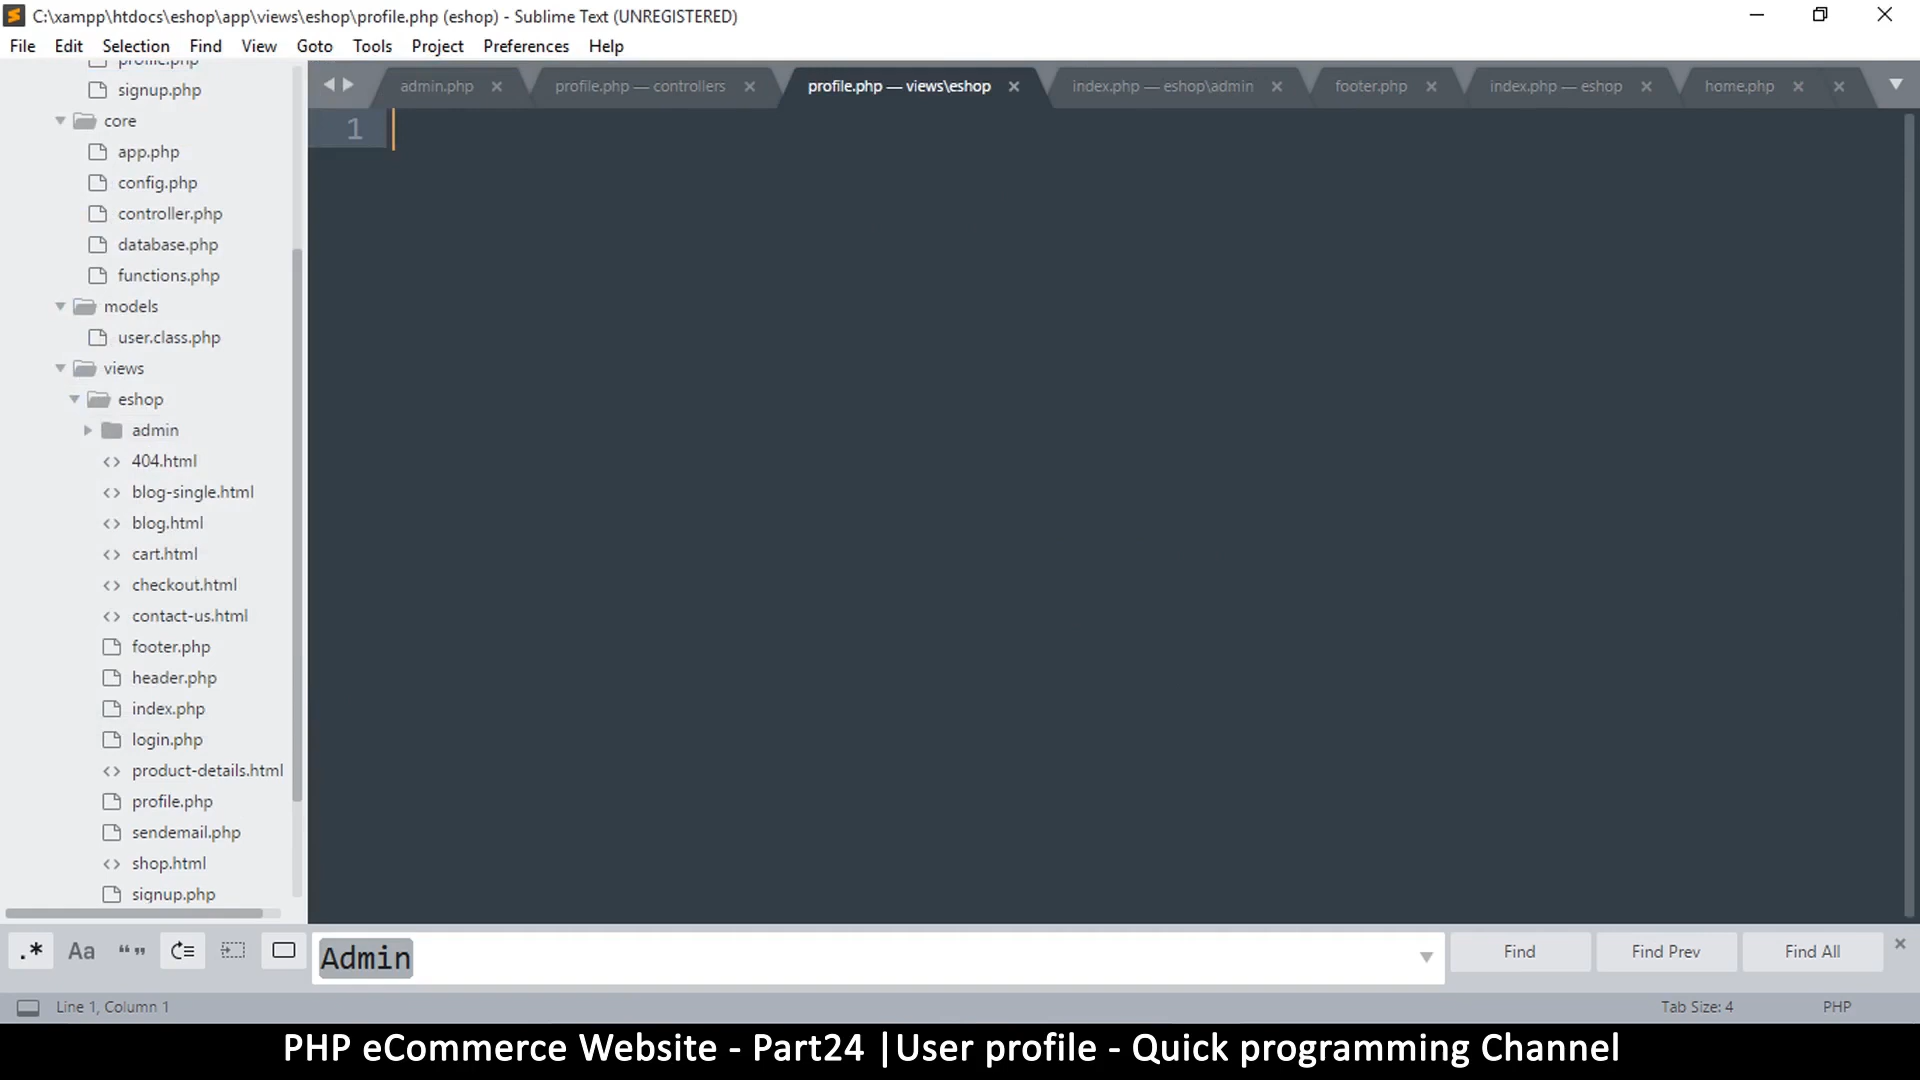 C:\xampp\htdocs\eshop\app\views\eshop\profile.php (eshop) - Sublime Text (UNREGISTERED)
File Edit Selection Find View Goto Tools Project Preferences Help
admin.php profile.php — controllers profile.php — views\eshop index.php — eshop\admin footer.php index.php — eshop home.php
profile.php
signup.php
core
app.php
config.php
controller.php
database.php
functions.php
models
user.class.php
views
eshop
admin
404.html
blog-single.html
blog.html
cart.html
checkout.html
contact-us.html
footer.php
header.php
index.php
login.php
product-details.html
profile.php
sendemail.php
shop.html
signup.php
1
.* Aa “” Admin Find Find Prev Find All
Line 1, Column 1 Tab Size: 4 PHP
PHP eCommerce Website - Part24 |User profile - Quick programming Channel